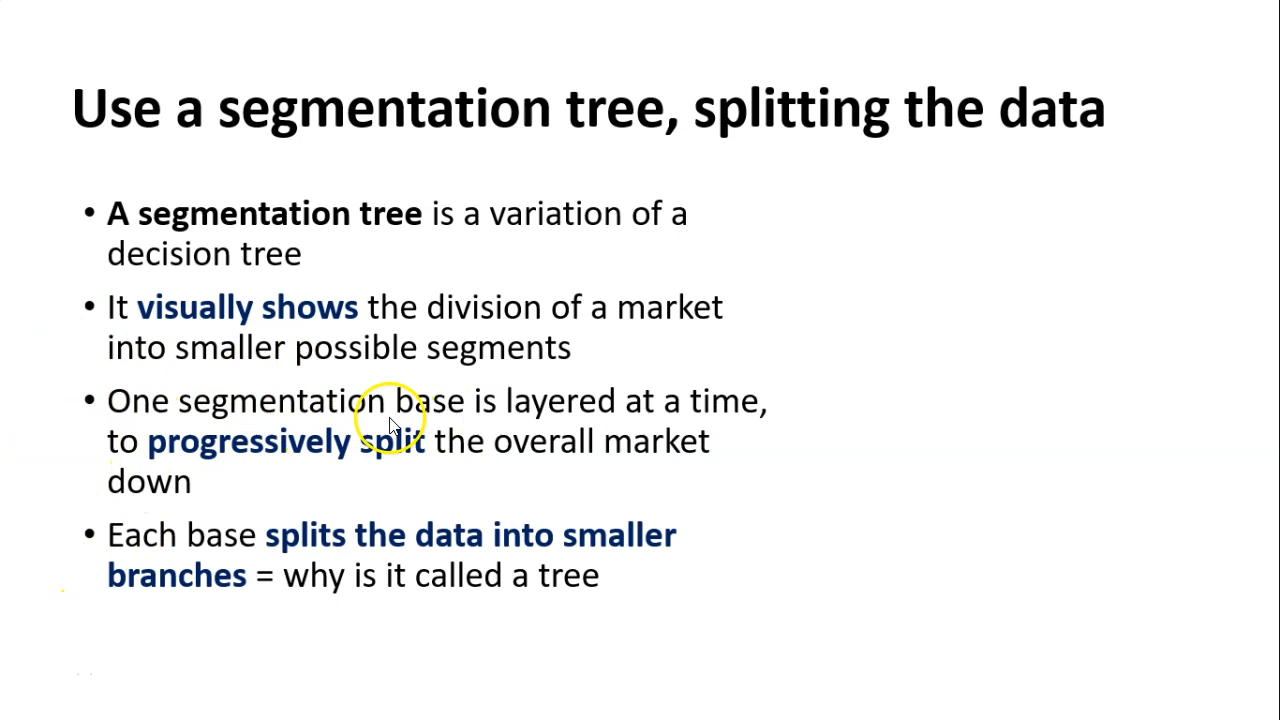 Use a segmentation tree, splitting the data
• A segmentation tree is a variation of a
decision tree
• It visually shows the division of a market
into smaller possible segments
• One segmentation base is layered at a time,
to progressively split the overall market
down
• Each base splits the data into smaller
branches = why is it called a tree